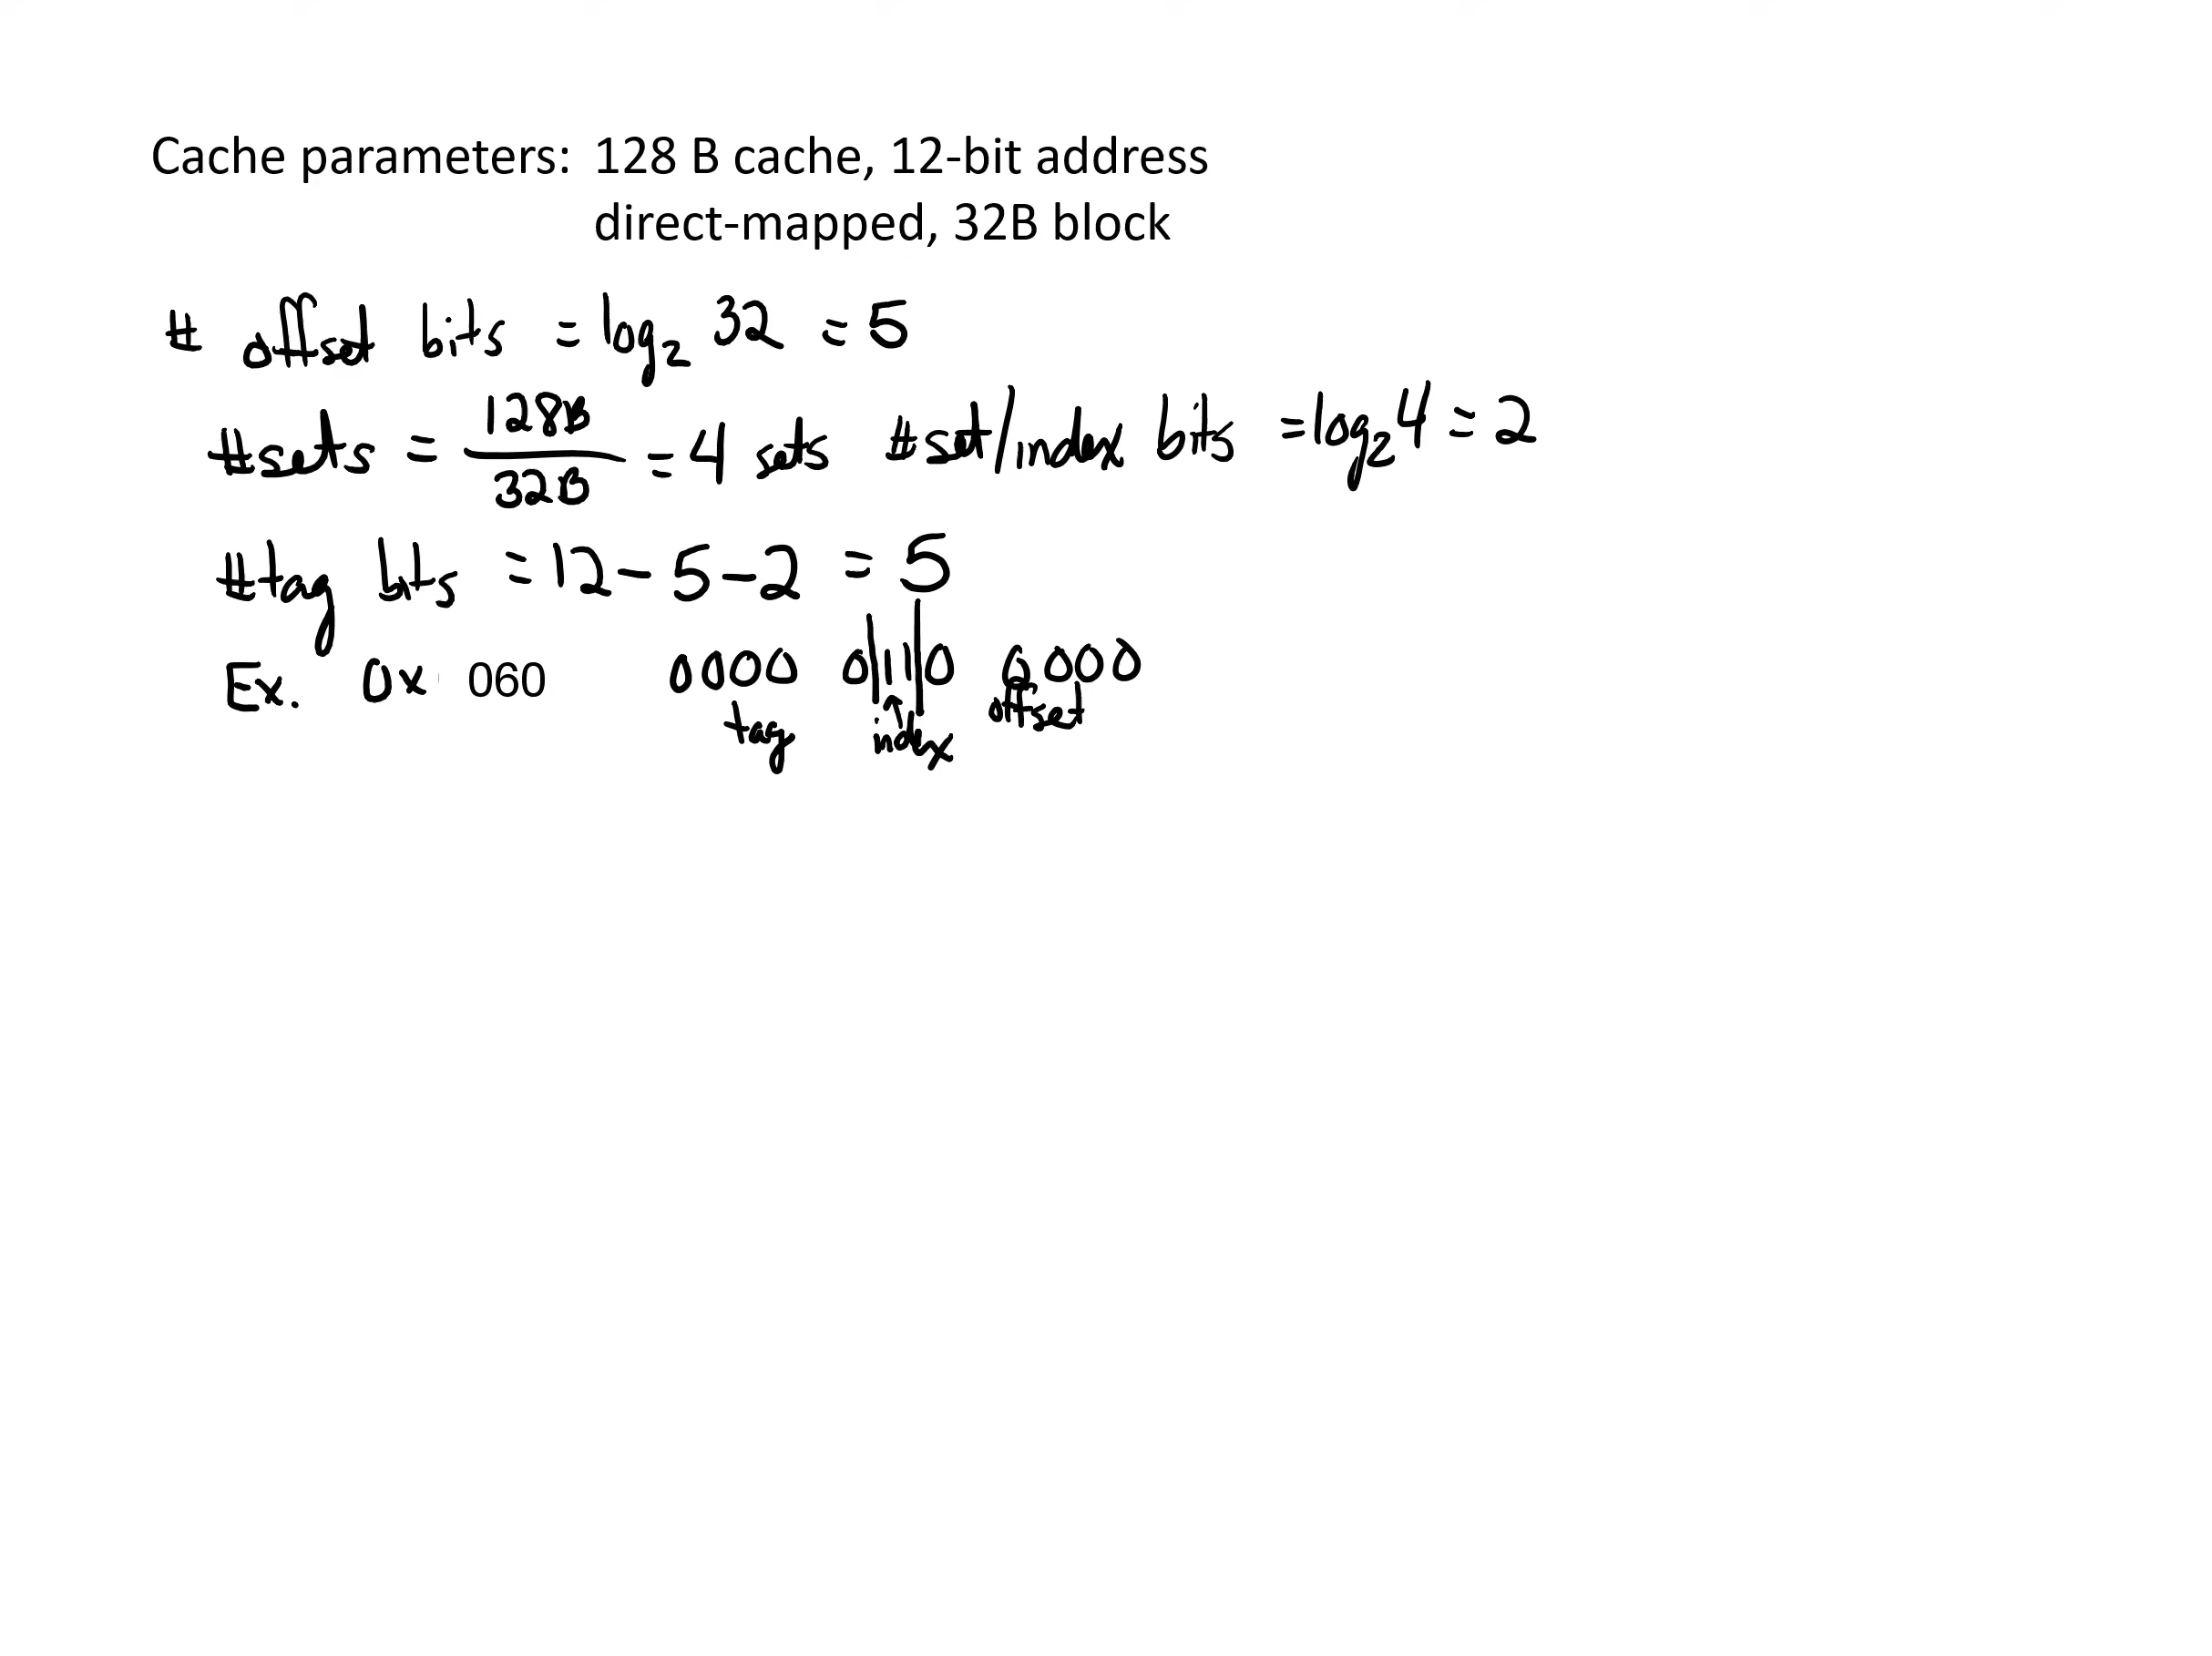 Cache parameters: 128 B cache, 12-bit address
direct-mapped, 32B block
# offset bits = log₂ 32 = 5
#sets = 128B/32B = 4 sets #set/index bits = log₂4 = 2
#tag bits = 12 - 5 - 2 = 5
Ex. 0x 060 0000 0|11|0 0000
tag index offset